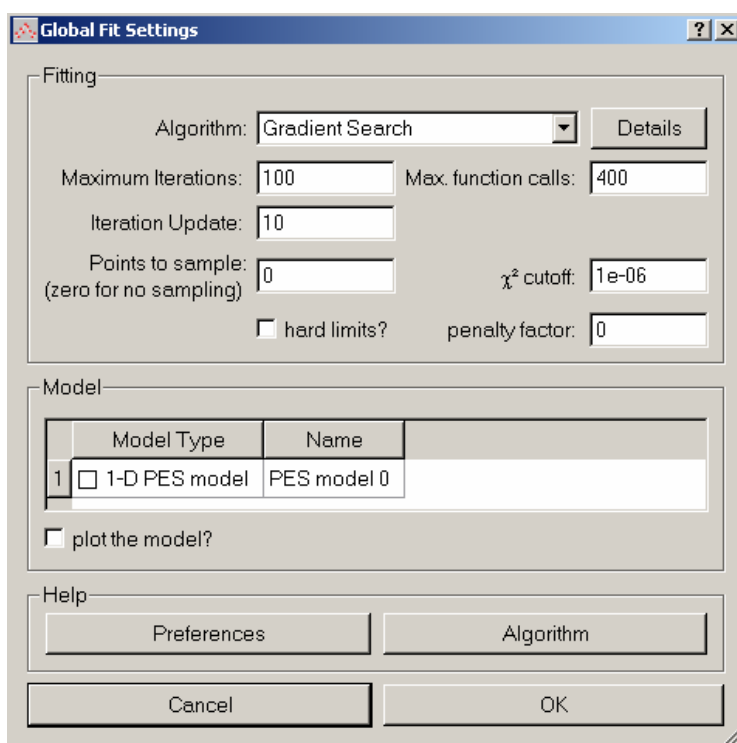 Global Fit Settings
Fitting
Algorithm: Gradient Search Details
Maximum Iterations: 100 Max. function calls: 400
Iteration Update: 10
Points to sample:
(zero for no sampling) 0 χ² cutoff: 1e-06
hard limits? penalty factor: 0
Model
Model Type Name
1 1-D PES model PES model 0
plot the model?
Help
Preferences Algorithm
Cancel OK